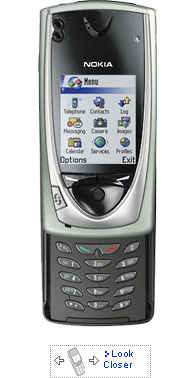 NOKIA
Menu
Telephone Contacts Log
Messaging Camera Images
Calendar Services Profiles
Options Exit
> Look
Closer